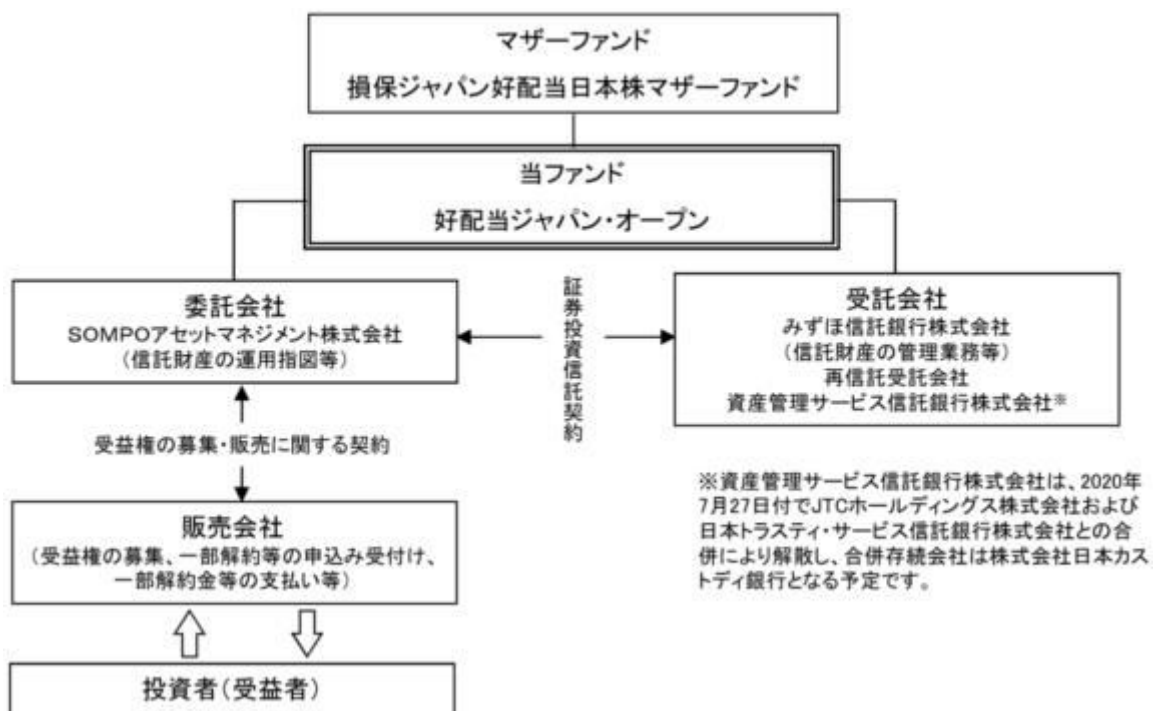 マザーファンド
損保ジャパン好配当日本株マザーファンド
当ファンド
好配当ジャパン・オープン
委託会社
SOMPOアセットマネジメント株式会社
(信託財産の運用指図等)
証券投資信託契約
受託会社
みずほ信託銀行株式会社
(信託財産の管理業務等)
再信託受託会社
資産管理サービス信託銀行株式会社※
受益権の募集・販売に関する契約
販売会社
(受益権の募集、一部解約等の申込み受付け、
一部解約金等の支払い等)
※資産管理サービス信託銀行株式会社は、2020年
7月27日付でJTCホールディングス株式会社および
日本トラスティ・サービス信託銀行株式会社との合
併により解散し、合併存続会社は株式会社日本カス
トディ銀行となる予定です。
投資者(受益者)